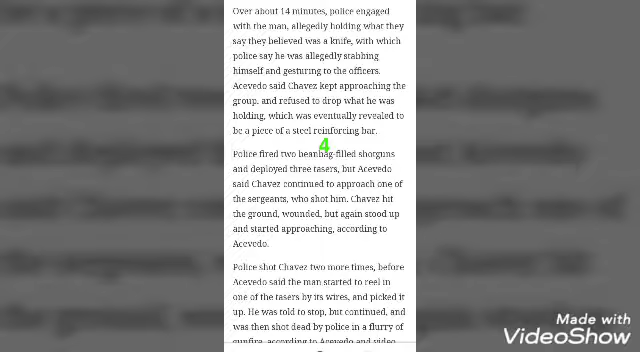 Over about 14 minutes, police engaged
with the man, allegedly holding what they
say they believed was a knife, with which
police say he was allegedly stabbing
himself and gesturing to the officers.
Acevedo said Chavez kept approaching the
group, and refused to drop what he was
holding, which was eventually revealed to
be a piece of a steel reinforcing bar.
4
Police fired two beanbag-filled shotguns
and deployed three tasers, but Acevedo
said Chavez continued to approach one of
the sergeants, who shot him. Chavez hit
the ground, wounded, but again stood up
and started approaching, according to
Acevedo.
Police shot Chavez two more times, before
Acevedo said the man started to reel in
one of the tasers by its wires, and picked it
up. He was told to stop, but continued, and
was then shot dead by police in a flurry of
gunfire, according to Acevedo and video
Made with
VideoShow